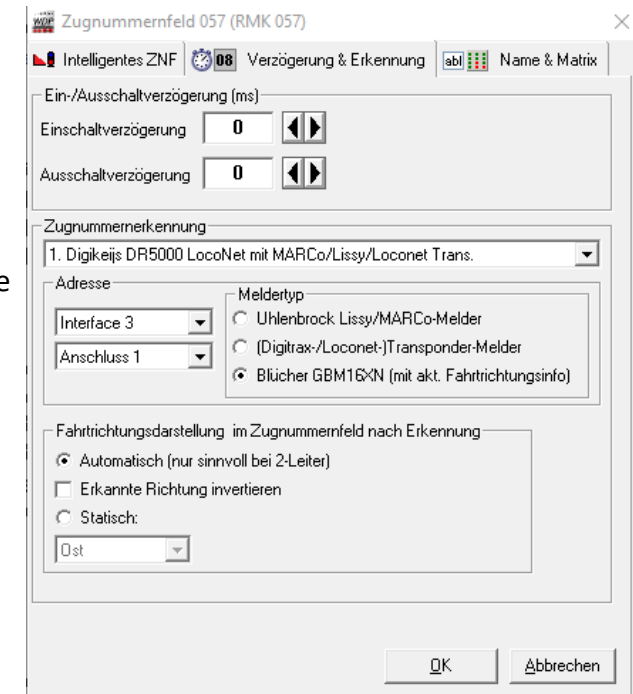 WDP Zugnummernfeld 057 (RMK 057)
Intelligentes ZNF 08 Verzögerung & Erkennung abl Name & Matrix
Ein-/Ausschaltverzögerung (ms)
Einschaltverzögerung 0
Ausschaltverzögerung 0
Zugnummernerkennung
1. Digikeijs DR5000 LocoNet mit MARCo/Lissy/Loconet Trans.
e
Adresse
Interface 3
Anschluss 1
Meldertyp
Uhlenbrock Lissy/MARCo-Melder
(Digitrax-/Loconet-)Transponder-Melder
Blücher GBM16XN (mit akt. Fahrtrichtungsinfo)
Fahrtrichtungsdarstellung im Zugnummernfeld nach Erkennung
Automatisch (nur sinnvoll bei 2-Leiter)
Erkannte Richtung invertieren
Statisch:
Ost
OK Abbrechen